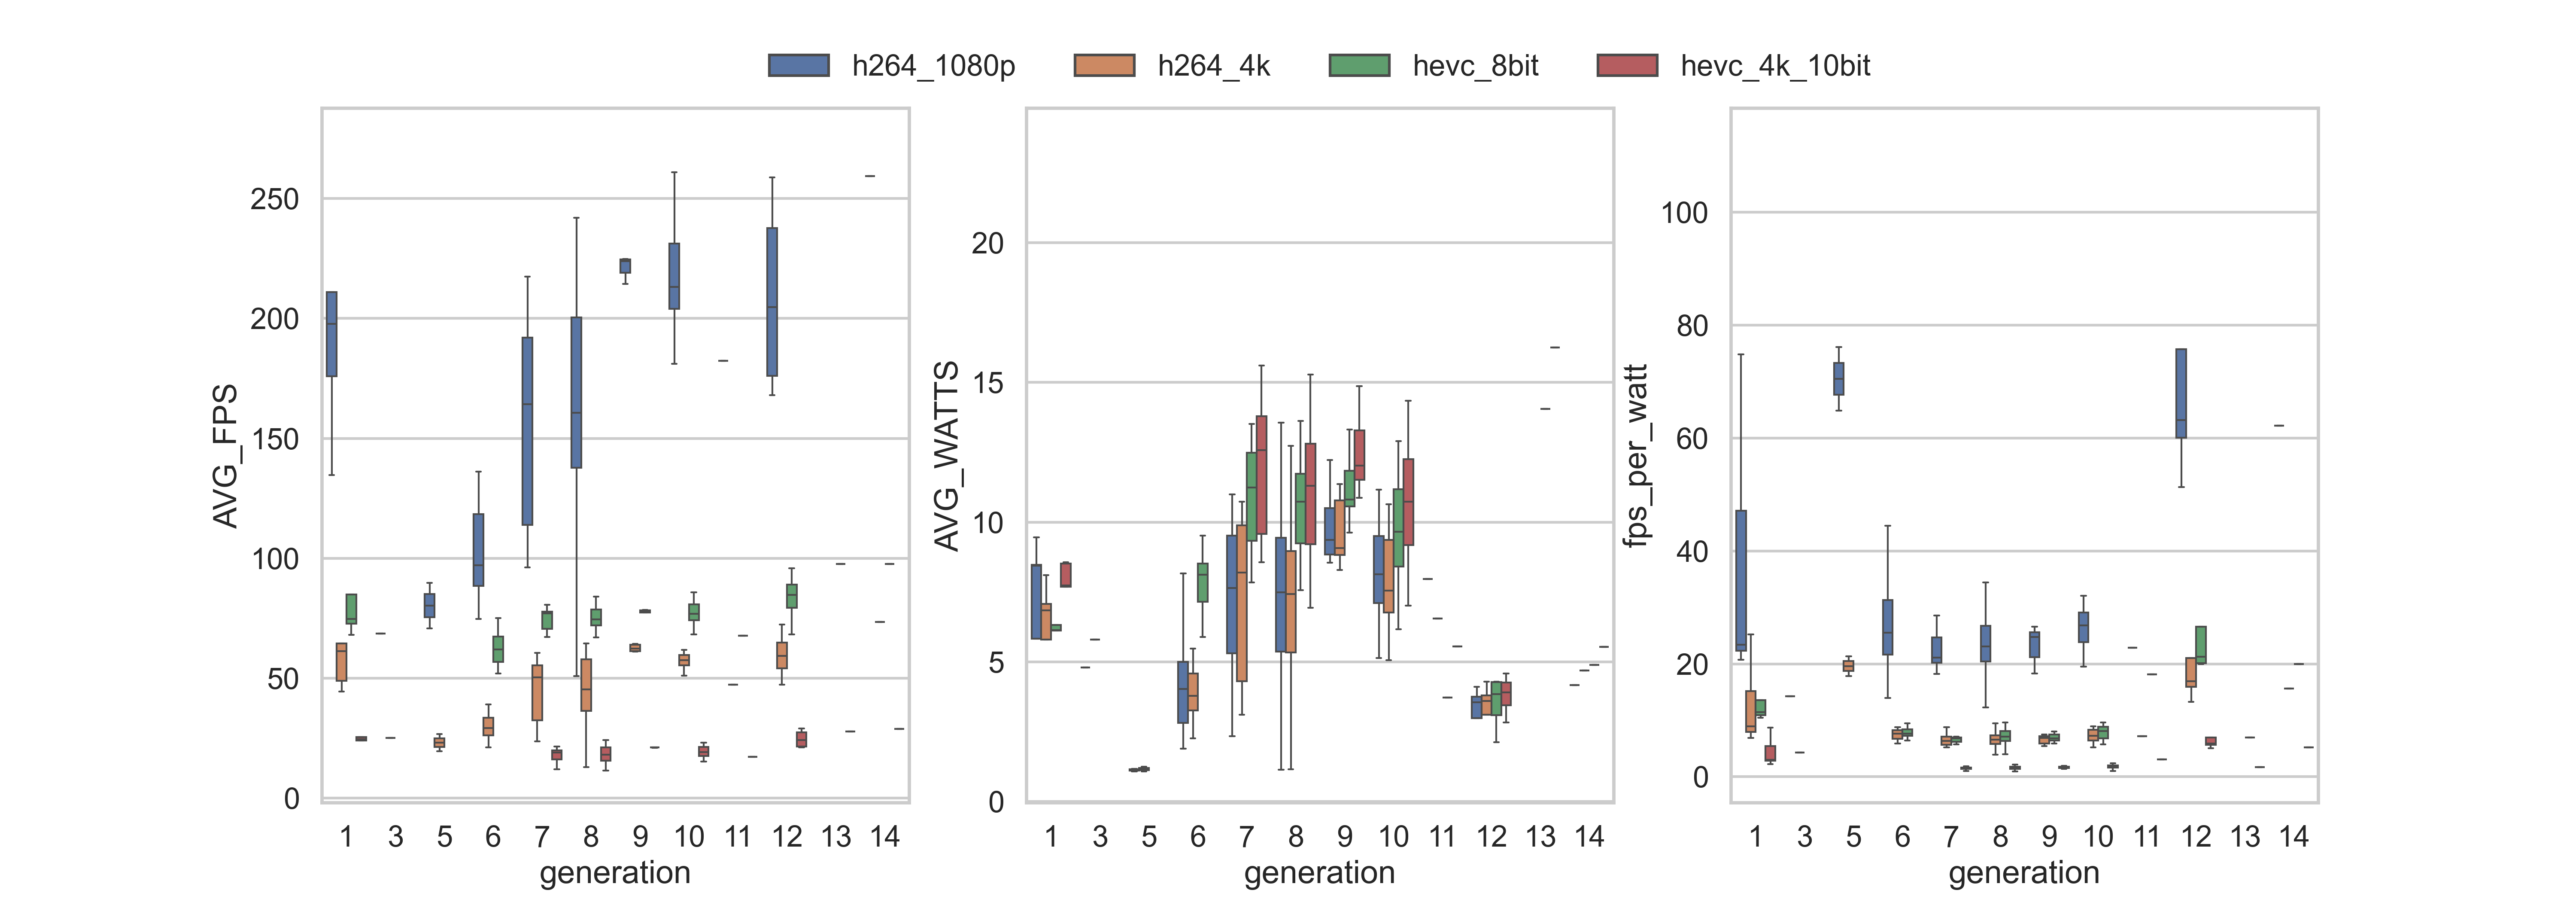 h264_1080p h264_4k hevc_8bit hevc_4k_10bit
AVG_FPS
250
200
150
100
50
0
1 3 5 6 7 8 9 10 11 12 13 14
generation
AVG_WATTS
20
15
10
5
0
1 3 5 6 7 8 9 10 11 12 13 14
generation
fps_per_watt
100
80
60
40
20
0
1 3 5 6 7 8 9 10 11 12 13 14
generation